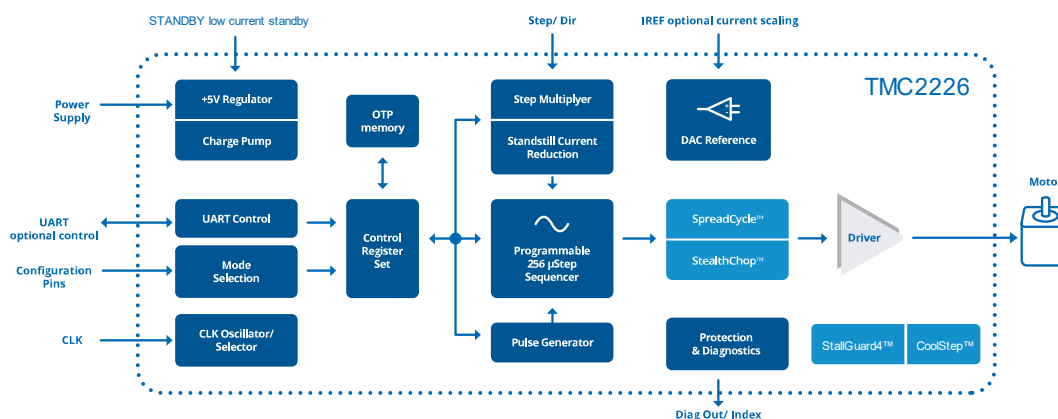 STANDBY low current standby
Step/ Dir
IREF optional current scaling
TMC2226
Power
Supply
+5V Regulator
Charge Pump
OTP
memory
Step Multiplyer
Standstill Current
Reduction
DAC Reference
Motor
UART
optional control
UART Control
Configuration
Pins
Mode
Selection
Control
Register
Set
Programmable
256 µStep
Sequencer
SpreadCycle™
StealthChop™
Driver
CLK
CLK Oscillator/
Selector
Pulse Generator
Protection
& Diagnostics
StallGuard4™
CoolStep™
Diag Out/ Index